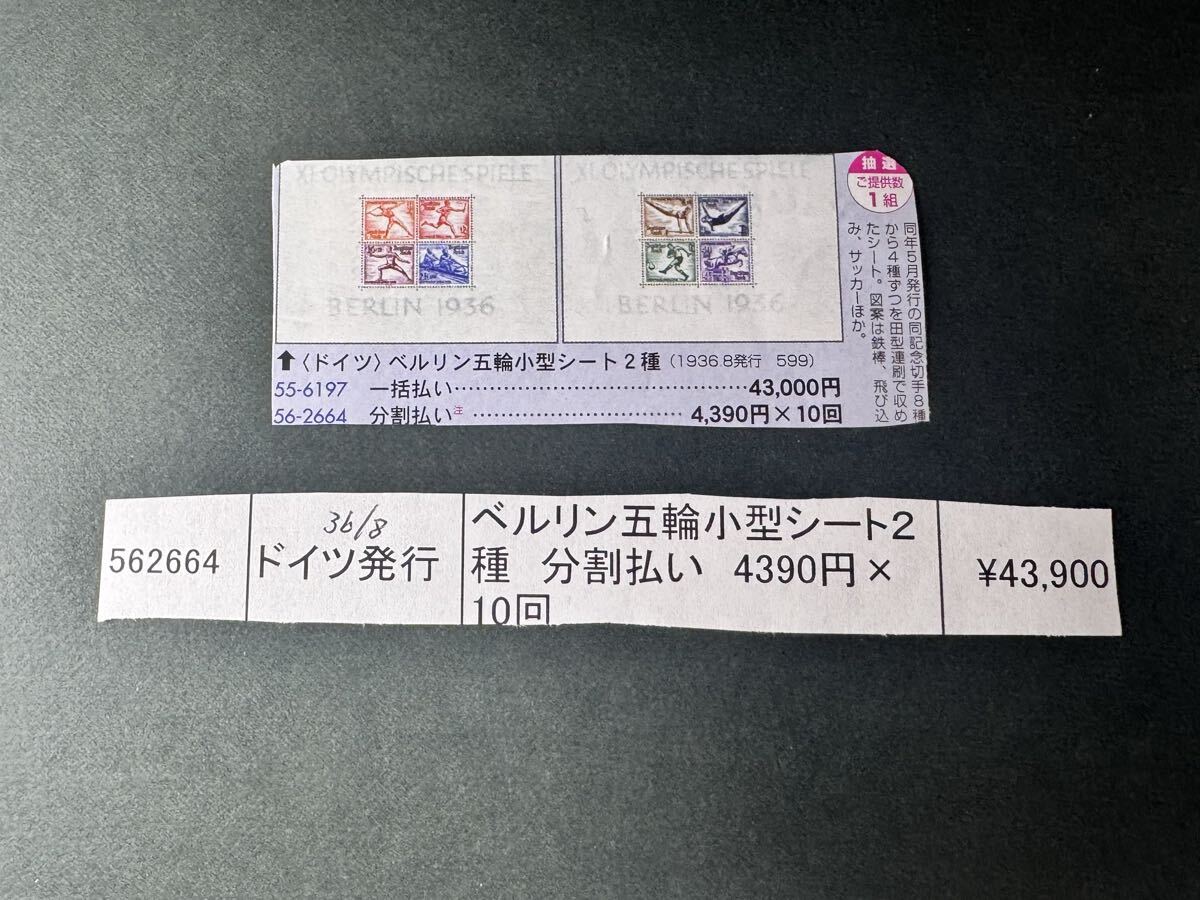 XI OLYMPISCHE SPIELE
BERLIN 1936
XI OLYMPISCHE SPIELE
BERLIN 1936
抽選
ご提供数
1組
同年5月発行の同記念切手8種
から4種ずつを田型連刷で収め
たシート。図案は鉄棒、飛び込
み、サッカーほか。
⬆〈ドイツ〉ベルリン五輪小型シート2種（1936.8発行 599）
55-6197 一括払い……………………………………43,000円
56-2664 分割払い注 ……………………………4,390円×10回
562664
36/8
ドイツ発行
ベルリン五輪小型シート2
種 分割払い 4390円×
10回
¥43,900